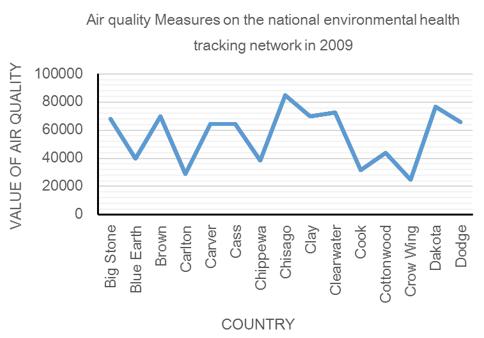 Air quality Measures on the national environmental health
tracking network in 2009
VALUE OF AIR QUALITY
100000
80000
60000
40000
20000
0
Big Stone
Blue Earth
Brown
Carlton
Carver
Cass
Chippewa
Chisago
Clay
Clearwater
Cook
Cottonwood
Crow Wing
Dakota
Dodge
COUNTRY